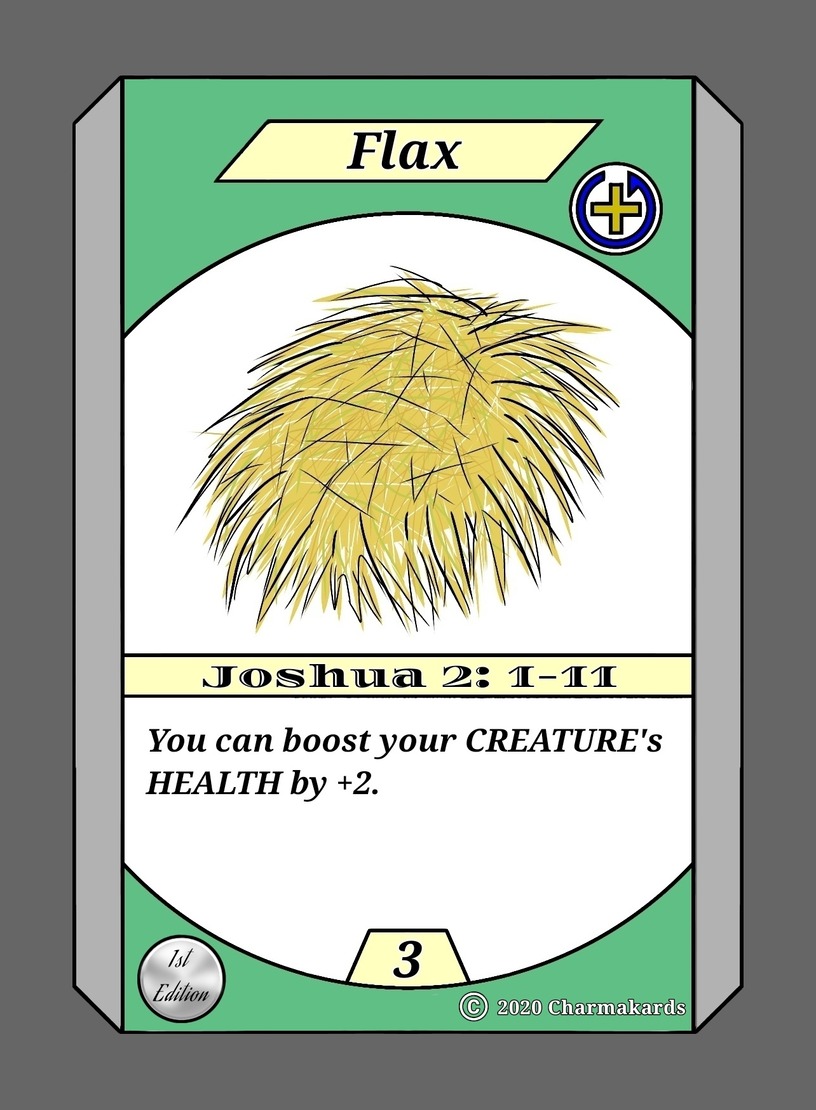 Flax
Joshua 2: 1-11
You can boost your CREATURE's
HEALTH by +2.
3
1st
Edition
© 2020 Charmakards